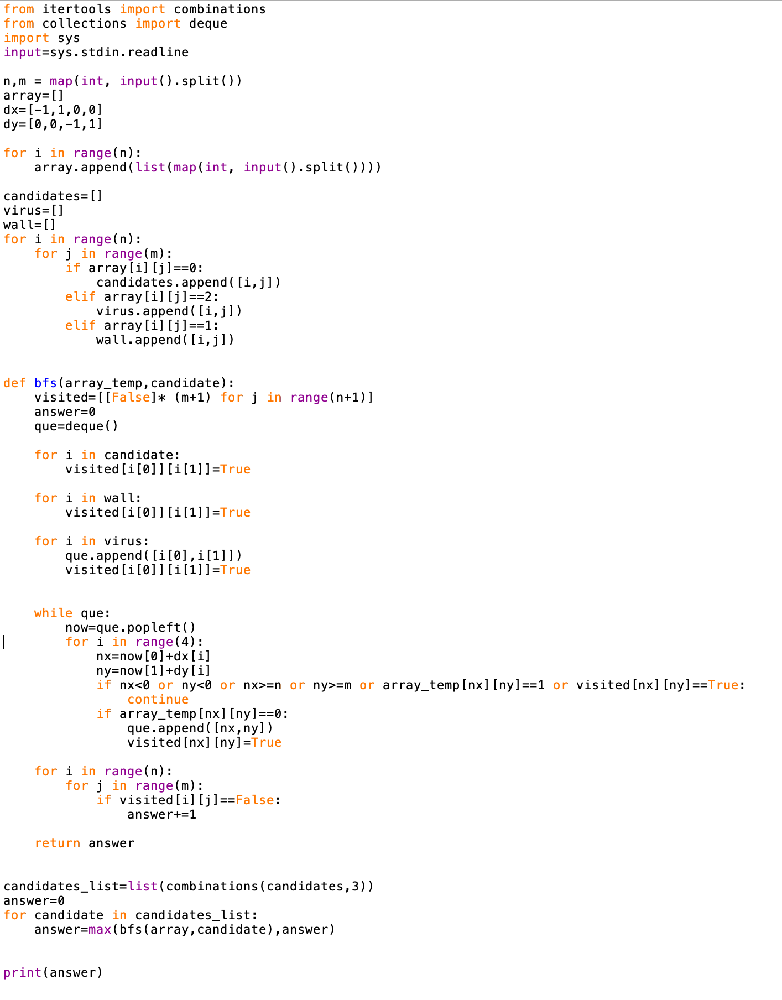 from itertools import combinations
from collections import deque
import sys
input=sys.stdin.readline

n,m = map(int, input().split())
array=[]
dx=[-1,1,0,0]
dy=[0,0,-1,1]

for i in range(n):
    array.append(list(map(int, input().split())))

candidates=[]
virus=[]
wall=[]
for i in range(n):
    for j in range(m):
        if array[i][j]==0:
            candidates.append([i,j])
        elif array[i][j]==2:
            virus.append([i,j])
        elif array[i][j]==1:
            wall.append([i,j])


def bfs(array_temp,candidate):
    visited=[[False]* (m+1) for j in range(n+1)]
    answer=0
    que=deque()

    for i in candidate:
        visited[i[0]][i[1]]=True

    for i in wall:
        visited[i[0]][i[1]]=True

    for i in virus:
        que.append([i[0],i[1]])
        visited[i[0]][i[1]]=True


    while que:
        now=que.popleft()
        for i in range(4):
            nx=now[0]+dx[i]
            ny=now[1]+dy[i]
            if nx<0 or ny<0 or nx>=n or ny>=m or array_temp[nx][ny]==1 or visited[nx][ny]==True:
                continue
            if array_temp[nx][ny]==0:
                que.append([nx,ny])
                visited[nx][ny]=True

    for i in range(n):
        for j in range(m):
            if visited[i][j]==False:
                answer+=1

    return answer


candidates_list=list(combinations(candidates,3))
answer=0
for candidate in candidates_list:
    answer=max(bfs(array,candidate),answer)


print(answer)